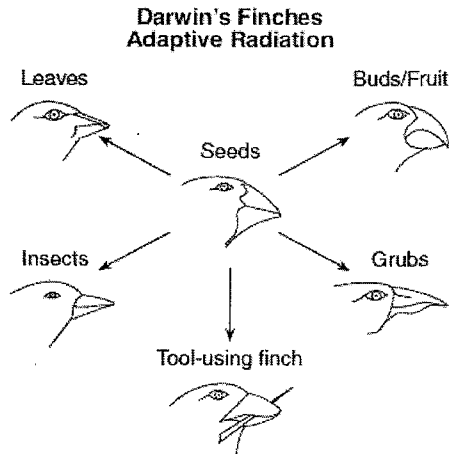 Darwin's Finches
Adaptive Radiation
Leaves
Buds/Fruit
Seeds
Insects
Grubs
Tool-using finch